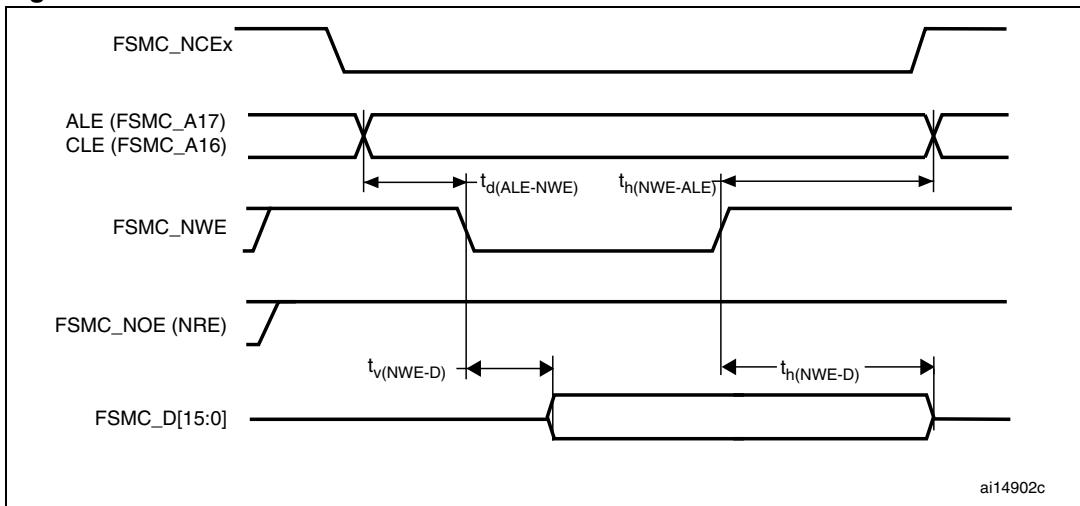 FSMC_NCEx
ALE (FSMC_A17)
CLE (FSMC_A16)
td(ALE-NWE)
th(NWE-ALE)
FSMC_NWE
FSMC_NOE (NRE)
tv(NWE-D)
th(NWE-D)
FSMC_D[15:0]
ai14902c